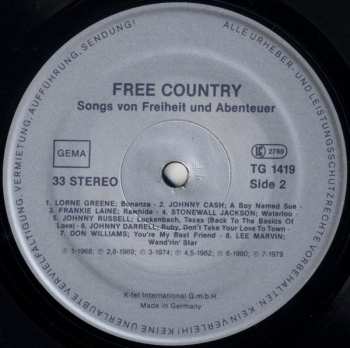 ALLE URHEBER- UND LEISTUNGSSCHUTZRECHTE VORBEHALTEN. KEIN VERLEIH! KEINE UNERLAUBTE VERVIELFÄLTIGUNG, VERMIETUNG, AUFFÜHRUNG, SENDUNG!
FREE COUNTRY
Songs von Freiheit und Abenteuer
GEMA
33 STEREO
2789
TG 1419
Side 2
1. LORNE GREENE: Bonanza - 2. JOHNNY CASH: A Boy Named Sue -
3. FRANKIE LAINE: Rawhide - 4. STONEWALL JACKSON: Waterloo -
5. JOHNNY RUSSELL: Luckenbach, Texas (Back To The Basics Of
Love) - 6. JOHNNY DARRELL: Ruby, Don't Take Your Love To Town -
7. DON WILLIAMS: You're My Best Friend - 8. LEE MARVIN:
Wand'rin' Star
K-tel International G.m.b.H.
Made in Germany